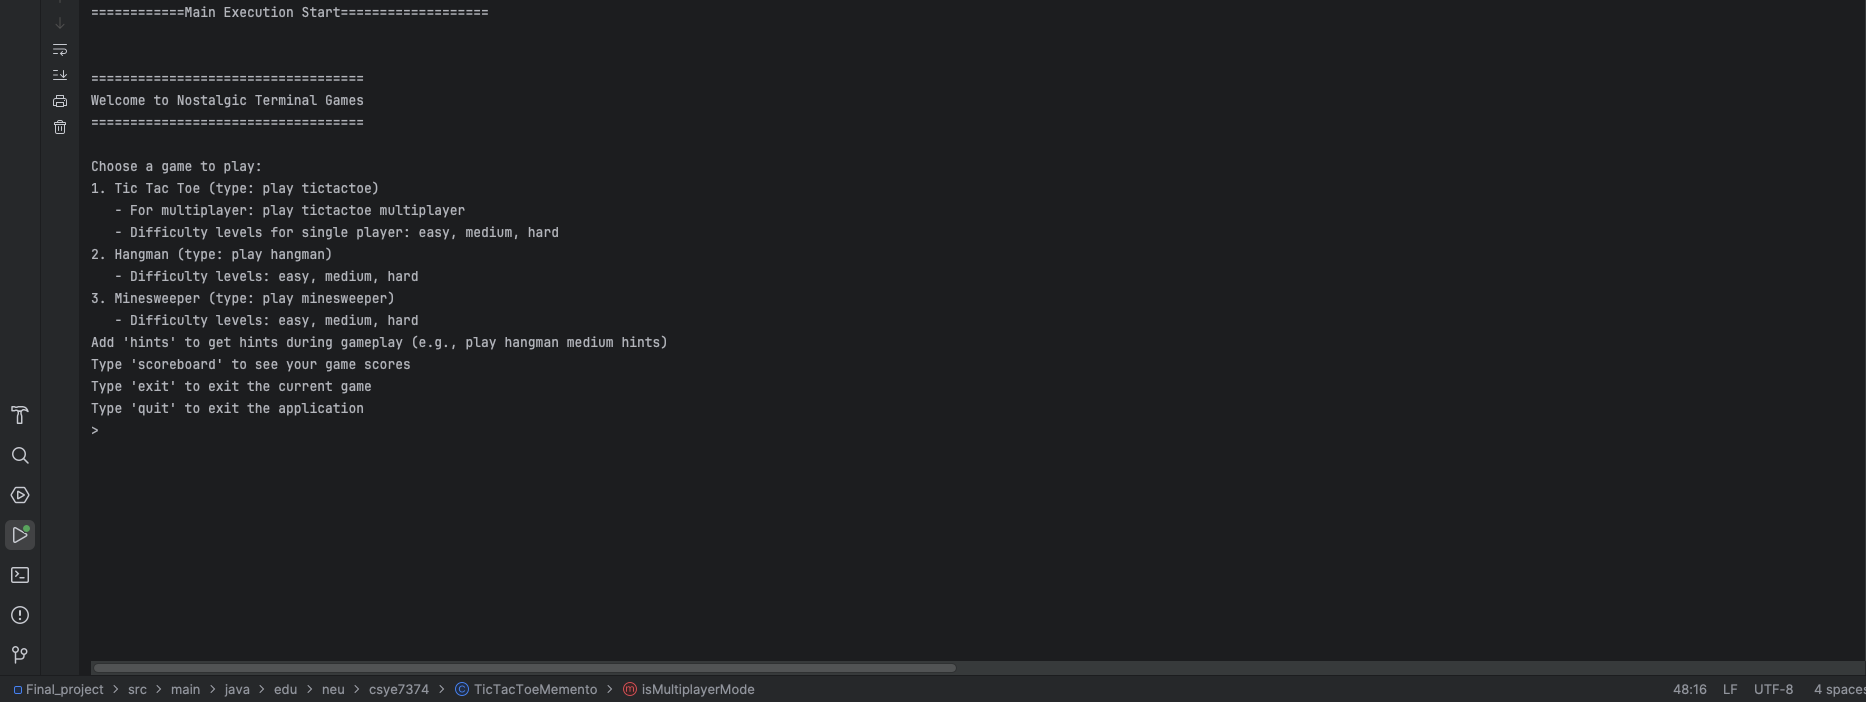 ============Main Execution Start===================
===================================
Welcome to Nostalgic Terminal Games
===================================
Choose a game to play:
1. Tic Tac Toe (type: play tictactoe)
   - For multiplayer: play tictactoe multiplayer
   - Difficulty levels for single player: easy, medium, hard
2. Hangman (type: play hangman)
   - Difficulty levels: easy, medium, hard
3. Minesweeper (type: play minesweeper)
   - Difficulty levels: easy, medium, hard
Add 'hints' to get hints during gameplay (e.g., play hangman medium hints)
Type 'scoreboard' to see your game scores
Type 'exit' to exit the current game
Type 'quit' to exit the application
>
Final_project > src > main > java > edu > neu > csye7374 > TicTacToeMemento > isMultiplayerMode 48:16 LF UTF-8 4 spaces